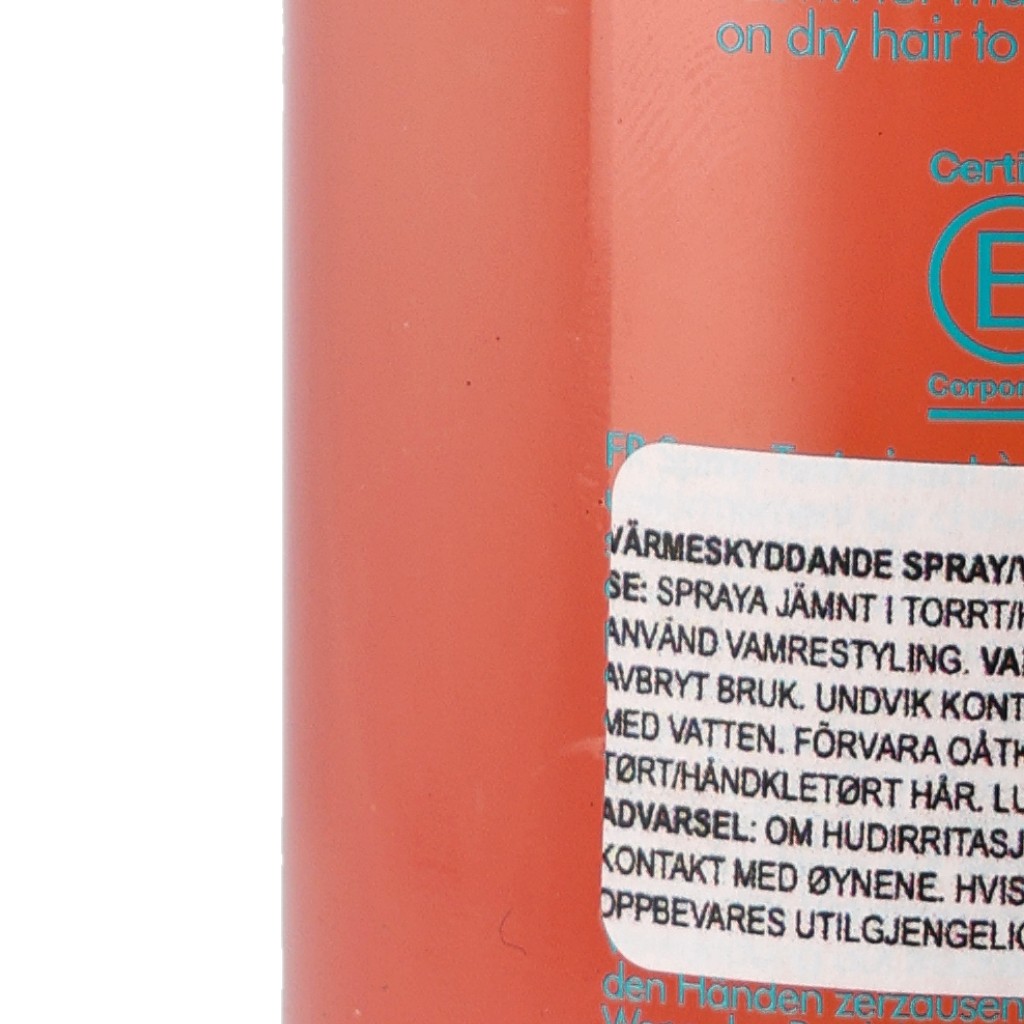 on dry hair to
Certi
B
Corpor
FR
VÄRMESKYDDANDE SPRAY/V
SE: SPRAYA JÄMNT I TORRT/H
ANVÄND VAMRESTYLING. VAR
AVBRYT BRUK. UNDVIK KONT
MED VATTEN. FÖRVARA OÅTK
TØRT/HÅNDKLETØRT HÅR. LU
ADVARSEL: OM HUDIRRITASJ
KONTAKT MED ØYNENE. HVIS
OPPBEVARES UTILGJENGELIG
den Händen zerzausen